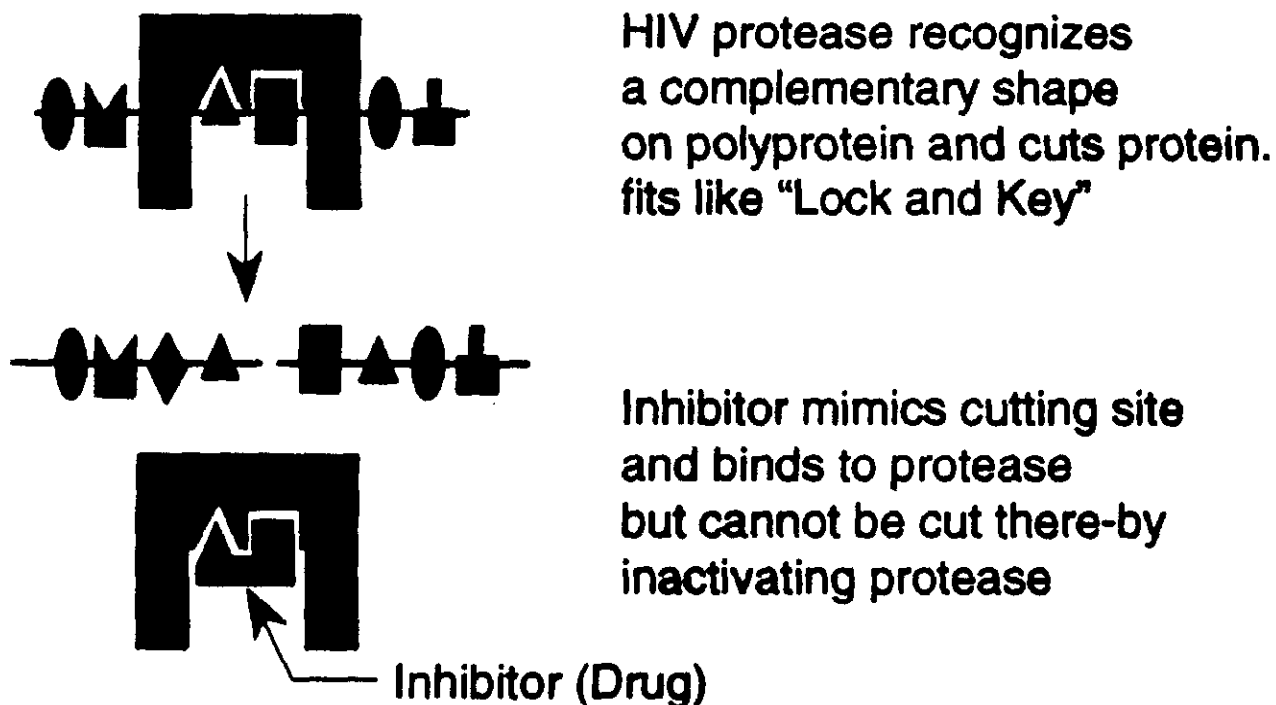 HIV protease recognizes
a complementary shape
on polyprotein and cuts protein.
fits like “Lock and Key”
Inhibitor mimics cutting site
and binds to protease
but cannot be cut there-by
inactivating protease
Inhibitor (Drug)